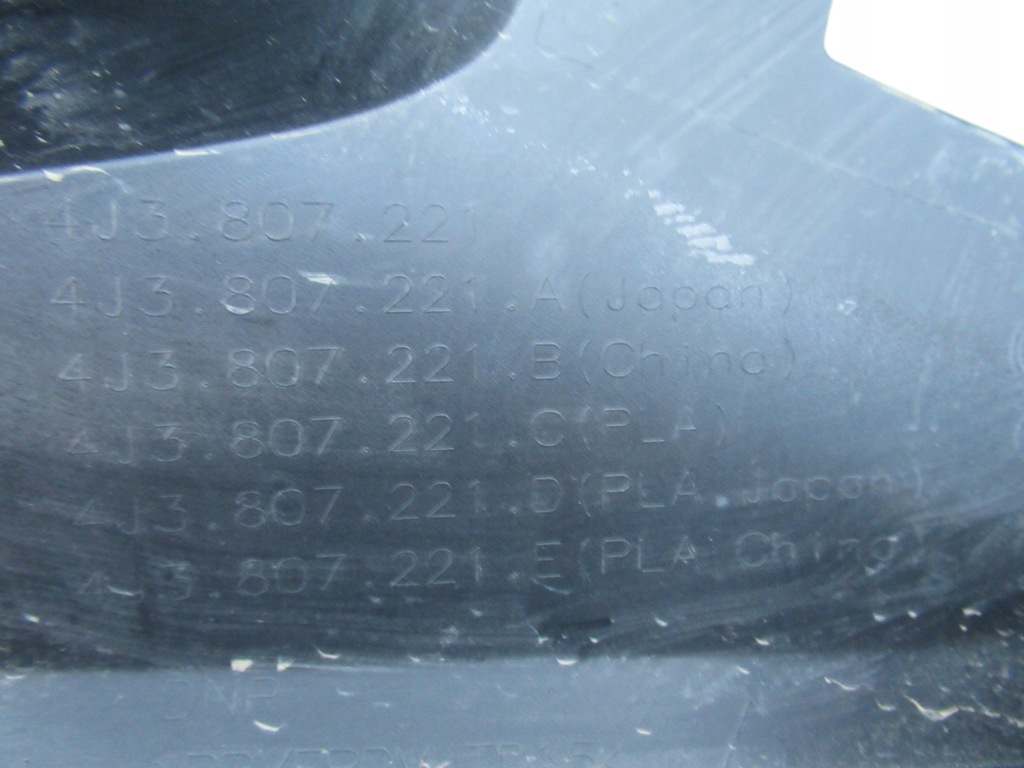 4J3.807.221
4J3.807.221.A(Japan)
4J3.807.221.B(China)
4J3.807.221.C(PLA)
4J3.807.221.D(PLA Japan)
4J3.807.221.E(PLA China)